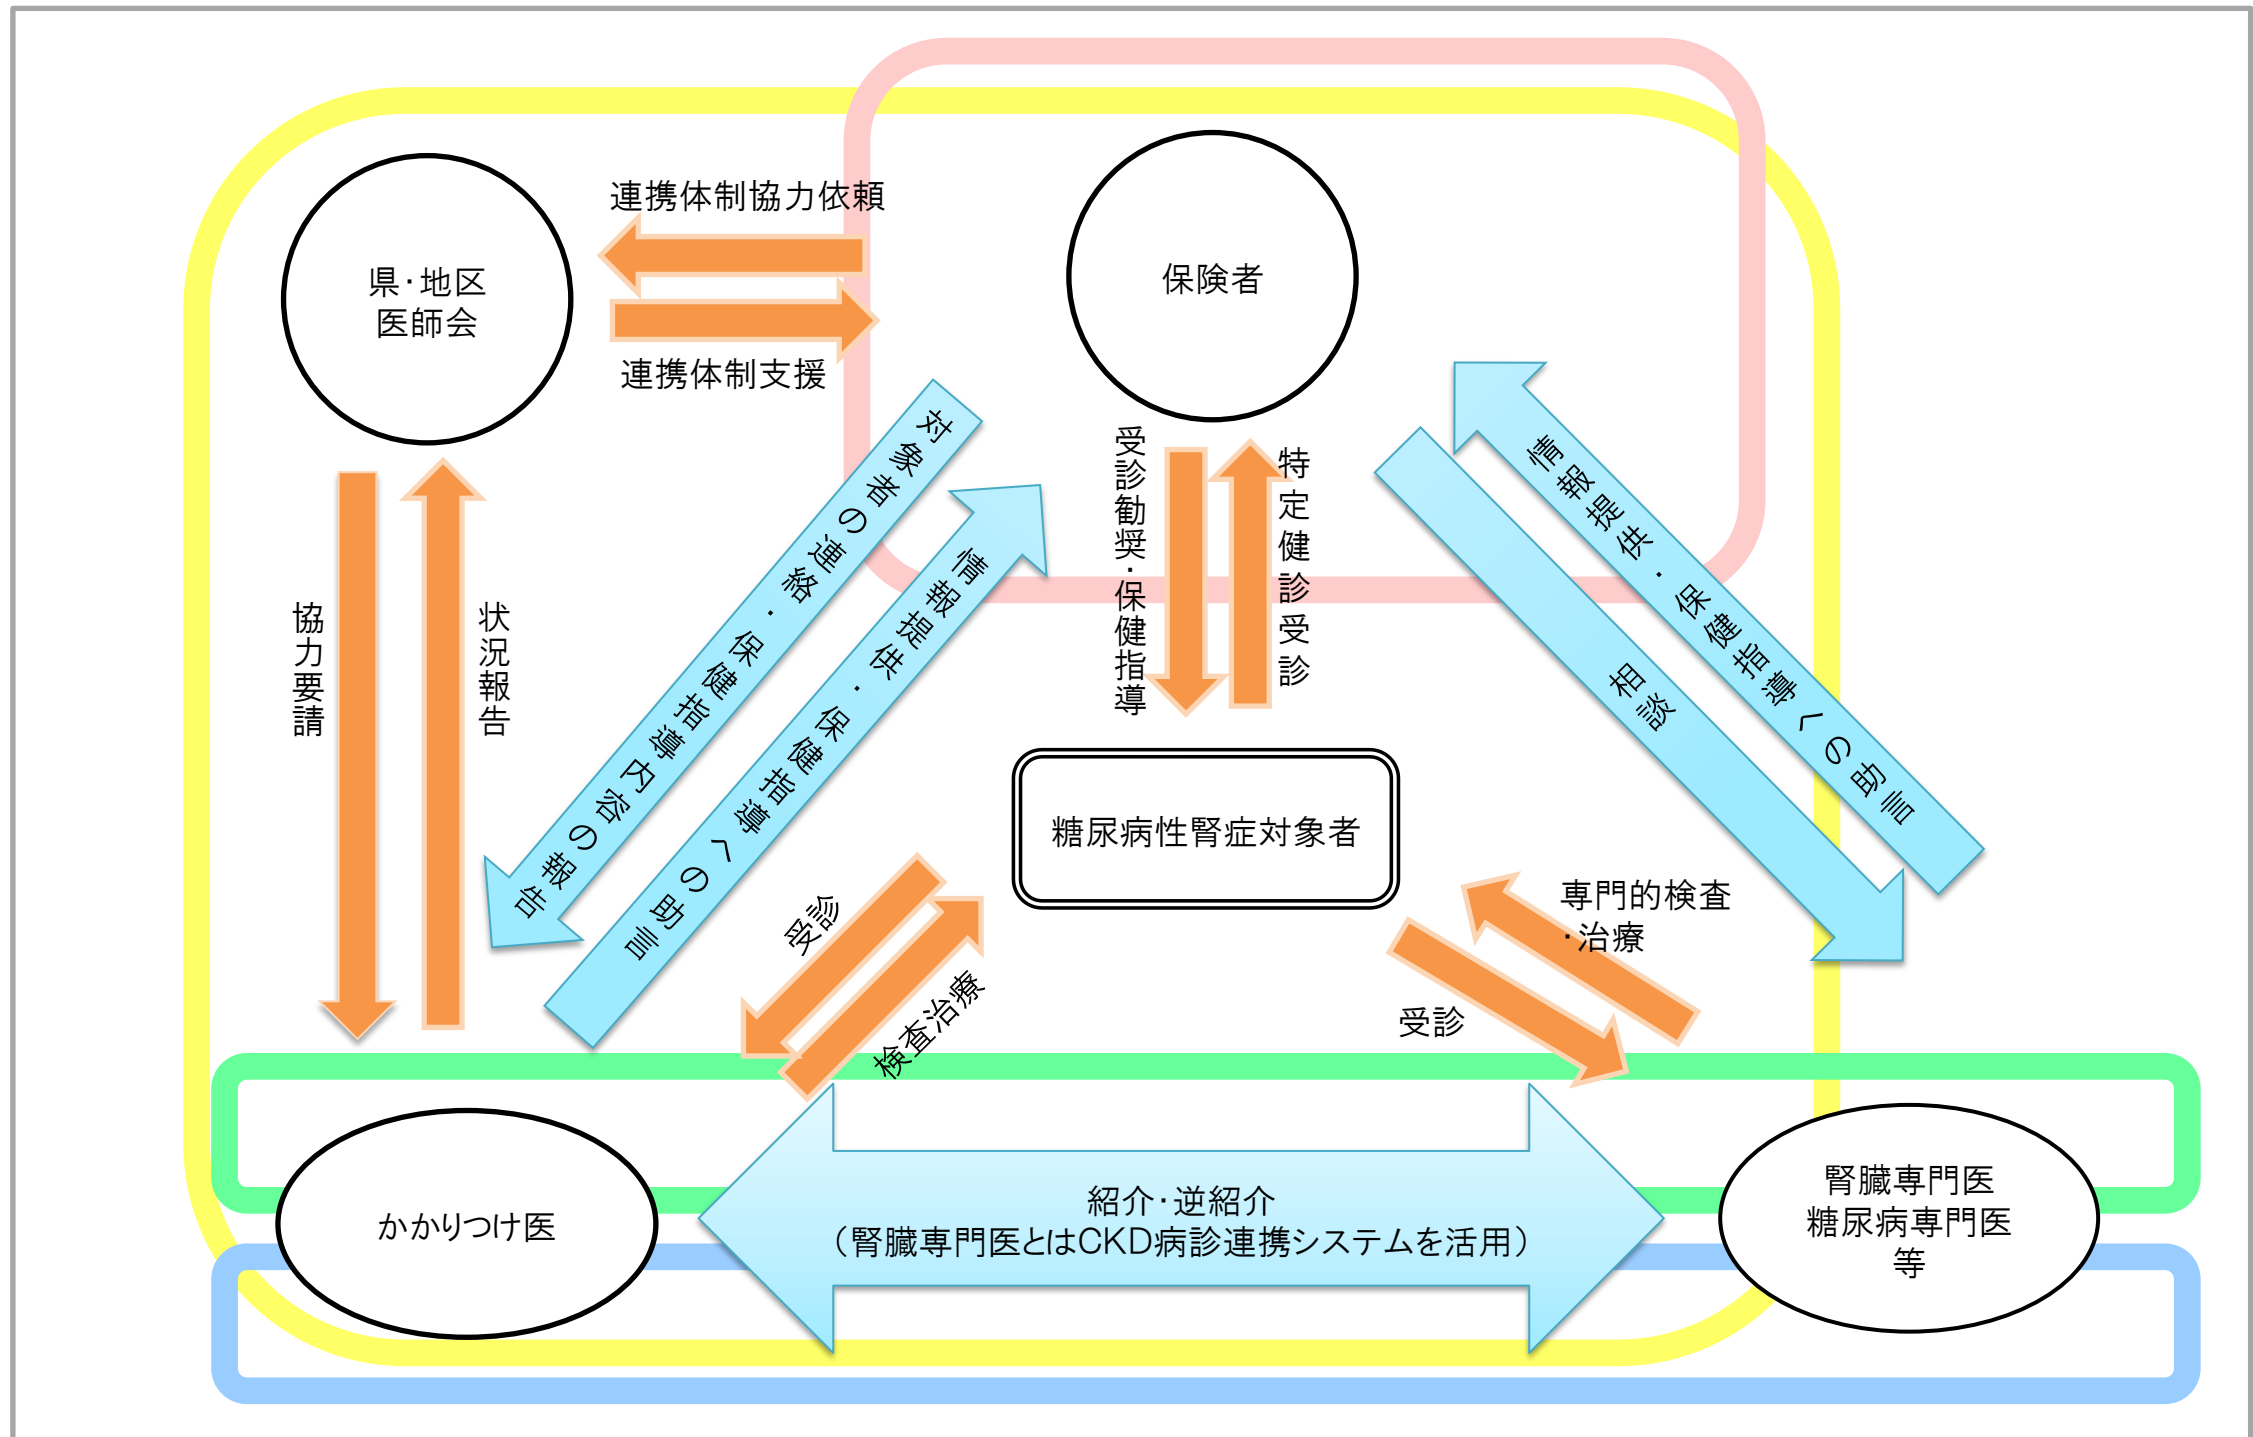 連携体制協力依頼
県・地区
医師会
保険者
連携体制支援
対象者の連絡・保健指導内容の報告
情報提供・保健指導への助言
受診勧奨・保健指導
特定健診受診
情報提供・保健指導への助言
相談
協力要請
状況報告
糖尿病性腎症対象者
受診
検査治療
専門的検査
・治療
受診
かかりつけ医
紹介・逆紹介
（腎臓専門医とはCKD病診連携システムを活用）
腎臓専門医
糖尿病専門医
等